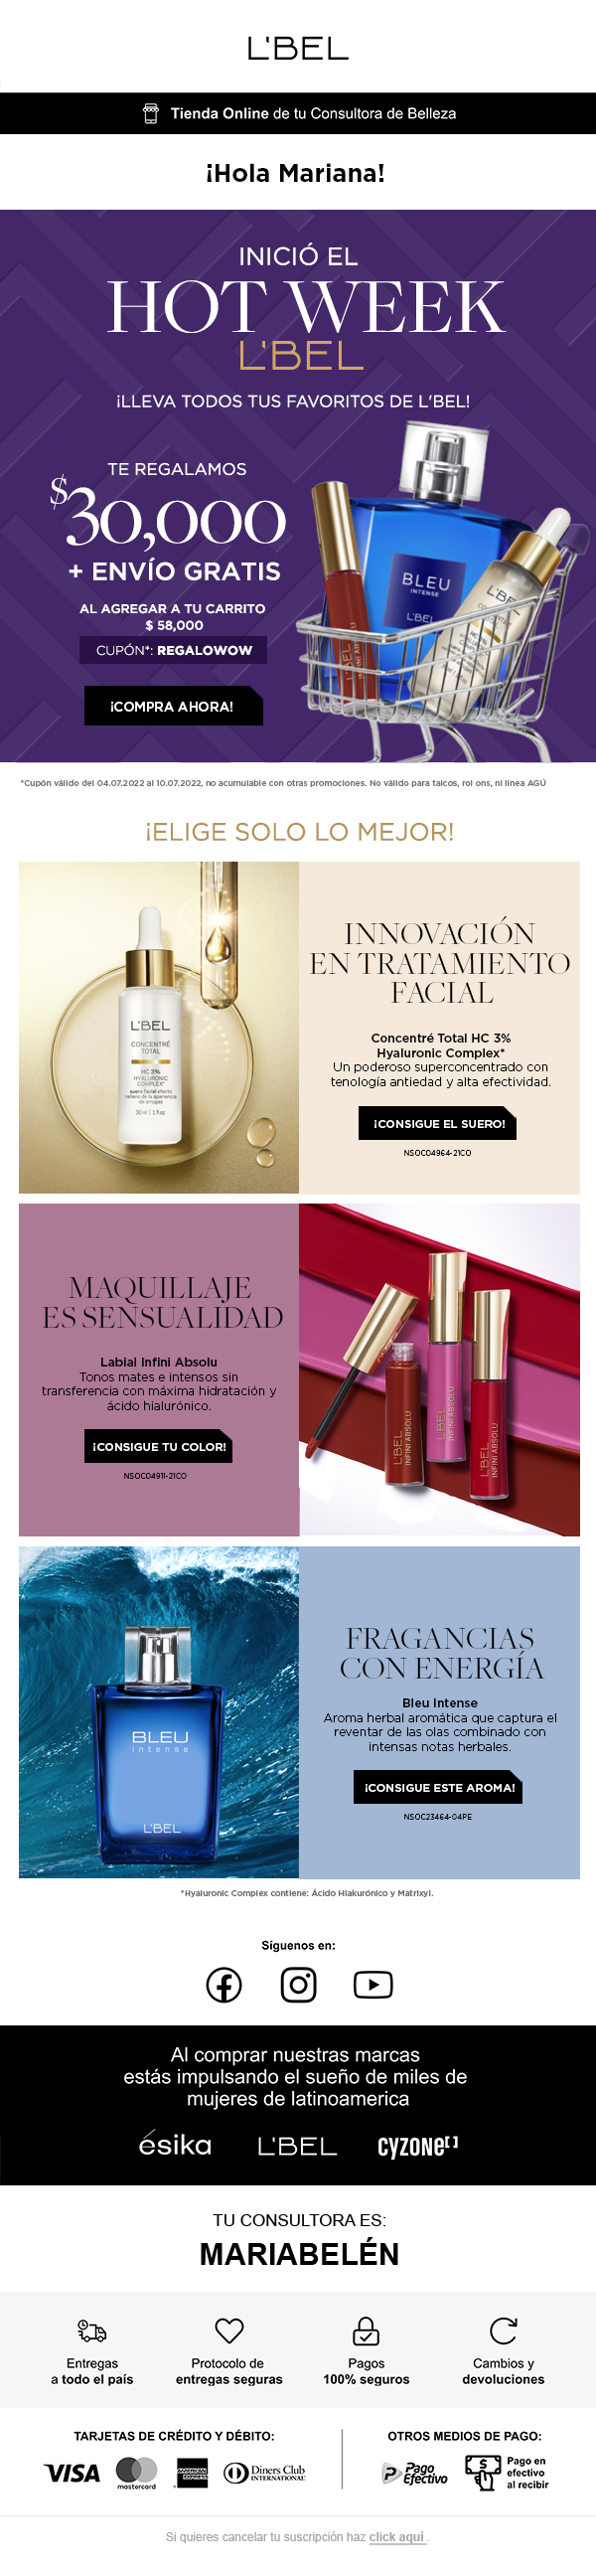 L'BEL
Tienda Online de tu Consultora de Belleza
¡Hola Mariana!
INICIÓ EL
HOT WEEK
L'BEL
¡LLEVA TODOS TUS FAVORITOS DE L'BEL!
TE REGALAMOS
$30,000
+ ENVÍO GRATIS
AL AGREGAR A TU CARRITO
$ 58,000
CUPÓN*: REGALOWOW
¡COMPRA AHORA!
BLEU
INTENSE
L'BEL
L'BEL
L'BEL
*Cupón válido del 04.07.2022 al 10.07.2022, no acumulable con otras promociones. No válido para talcos, rol ons, ni línea AGÚ
¡ELIGE SOLO LO MEJOR!
L'BEL
CONCENTRÉ
TOTAL
HC 3%
HYALURONIC
COMPLEX*
suero facial efecto
relleno de la apariencia
de arrugas
30 ml | 1 fl oz.
INNOVACIÓN
EN TRATAMIENTO
FACIAL
Concentré Total HC 3%
Hyaluronic Complex*
Un poderoso superconcentrado con
tenología antiedad y alta efectividad.
¡CONSIGUE EL SUERO!
NSOC04964-21CO
MAQUILLAJE
ES SENSUALIDAD
Labial Infini Absolu
Tonos mates e intensos sin
transferencia con máxima hidratación y
ácido hialurónico.
¡CONSIGUE TU COLOR!
NSOC04911-21CO
L'BEL
INFINI ABSOLU
L'BEL
INFINI ABSOLU
L'BEL
INFINI ABSOLU
BLEU
intense
L'BEL
FRAGANCIAS
CON ENERGÍA
Bleu Intense
Aroma herbal aromática que captura el
reventar de las olas combinado con
intensas notas herbales.
¡CONSIGUE ESTE AROMA!
NSOC23464-04PE
*Hyaluronic Complex contiene: Ácido Hiakurónico y Matrixyl.
Síguenos en:
Al comprar nuestras marcas
estás impulsando el sueño de miles de
mujeres de latinoamerica
ésika L'BEL cyzone[ ]
TU CONSULTORA ES:
MARIABELÉN
Entregas
a todo el país
Protocolo de
entregas seguras
Pagos
100% seguros
Cambios y
devoluciones
TARJETAS DE CRÉDITO Y DÉBITO:
VISA
mastercard
AMERICAN EXPRESS
Diners Club
INTERNATIONAL
OTROS MEDIOS DE PAGO:
Pago
Efectivo
Pago en
efectivo
al recibir
Si quieres cancelar tu suscripción haz click aquí .